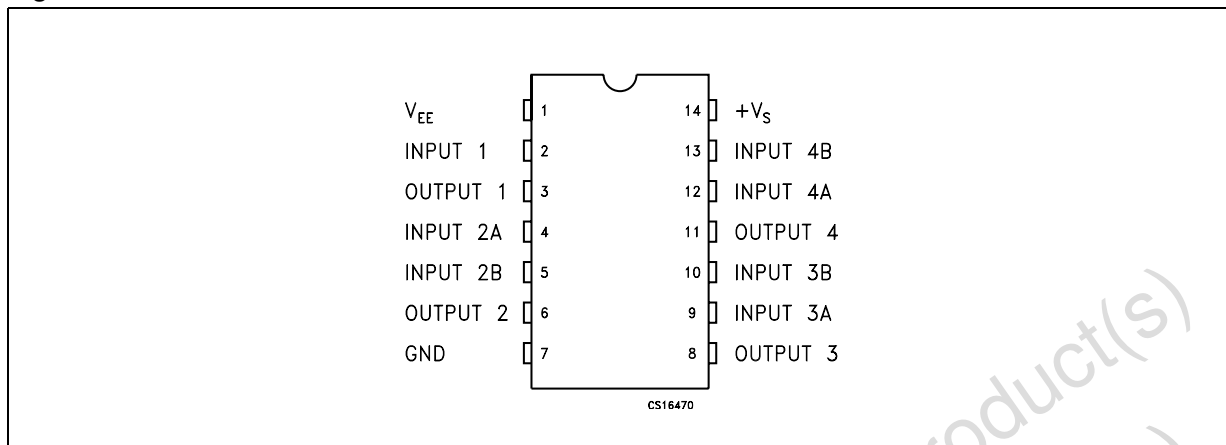 V_EE 1 14 +V_S
INPUT 1 2 13 INPUT 4B
OUTPUT 1 3 12 INPUT 4A
INPUT 2A 4 11 OUTPUT 4
INPUT 2B 5 10 INPUT 3B
OUTPUT 2 6 9 INPUT 3A
GND 7 8 OUTPUT 3
CS16470